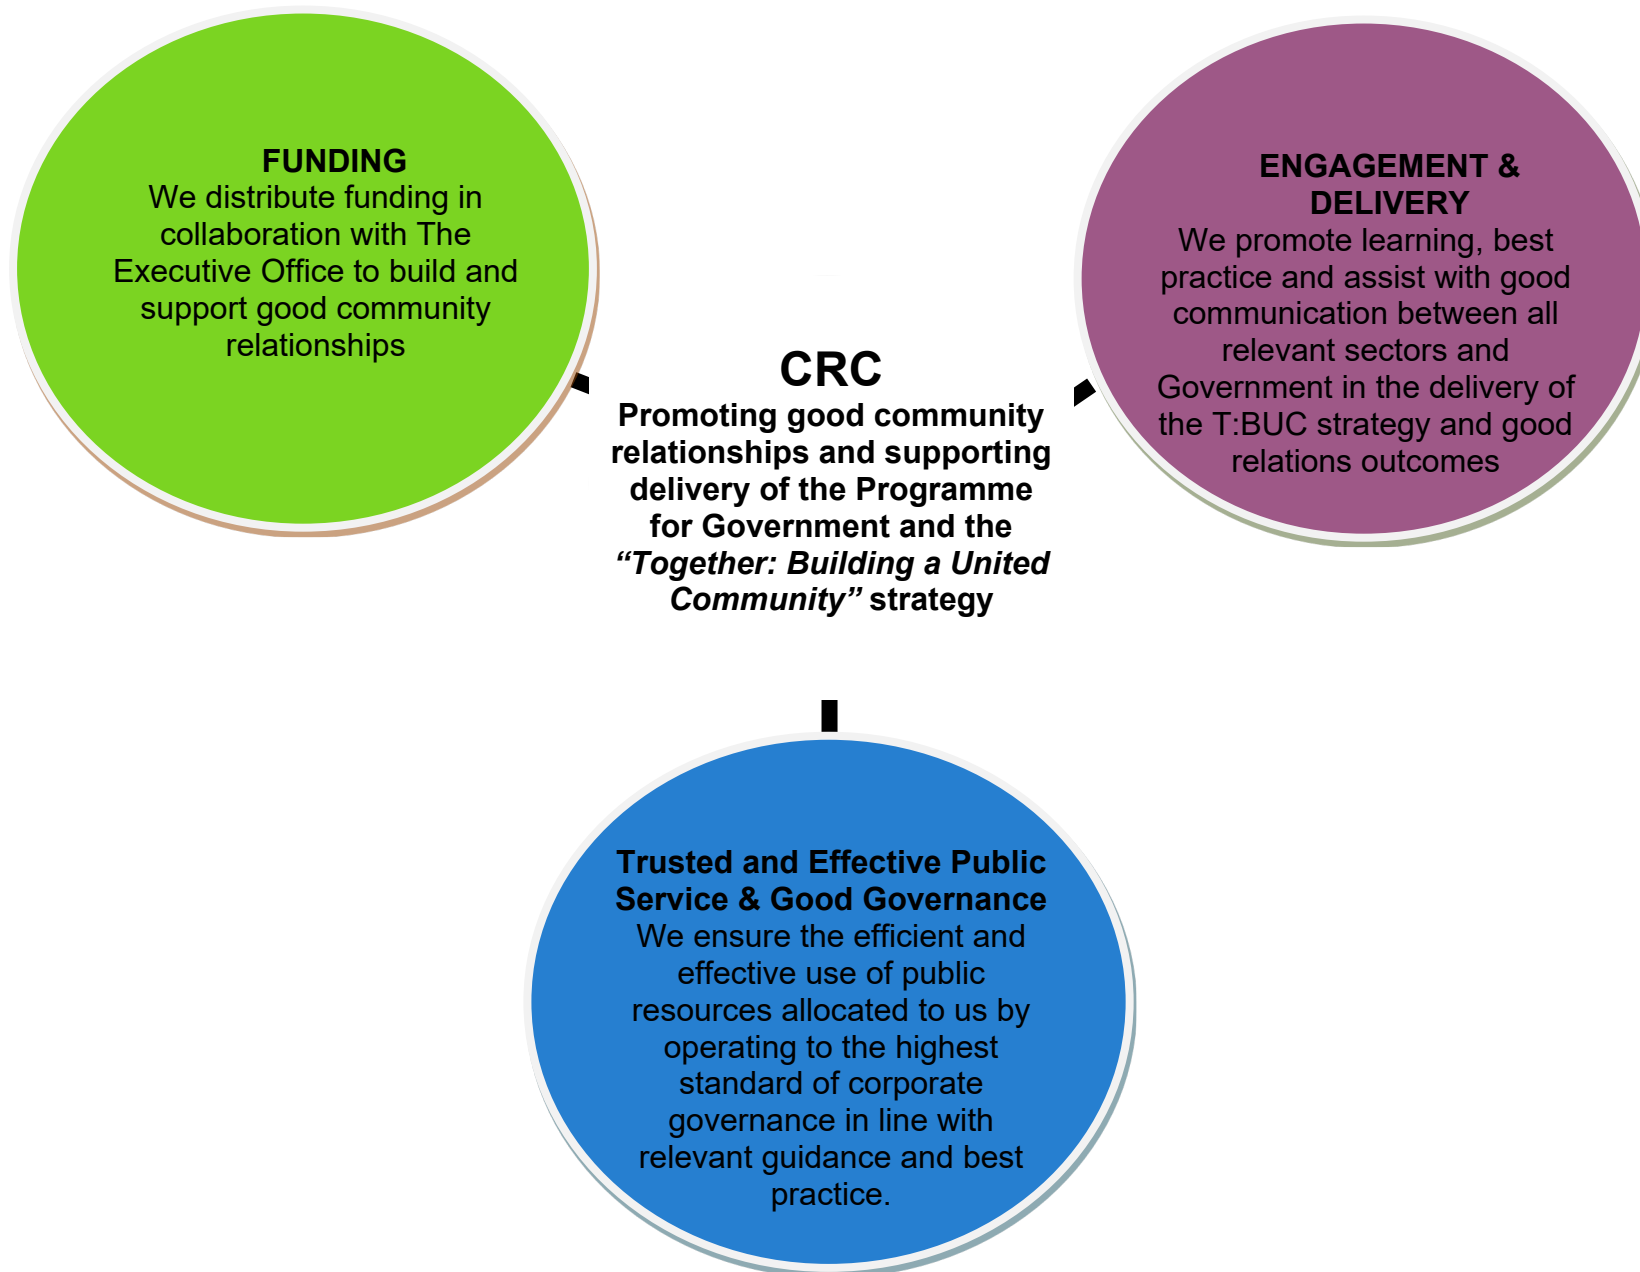 FUNDING
We distribute funding in
collaboration with The
Executive Office to build and
support good community
relationships
ENGAGEMENT &
DELIVERY
We promote learning, best
practice and assist with good
communication between all
relevant sectors and
Government in the delivery of
the T:BUC strategy and good
relations outcomes
CRC
Promoting good community
relationships and supporting
delivery of the Programme
for Government and the
“Together: Building a United
Community” strategy
Trusted and Effective Public
Service & Good Governance
We ensure the efficient and
effective use of public
resources allocated to us by
operating to the highest
standard of corporate
governance in line with
relevant guidance and best
practice.